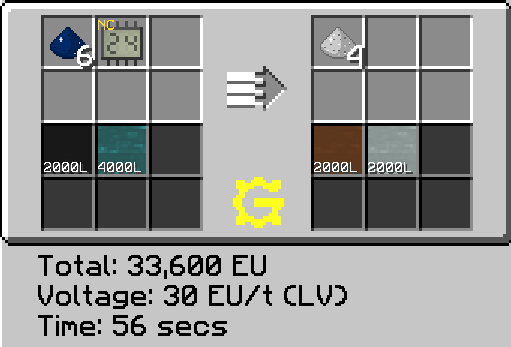 NC
6 24 4
2000L 4000L 2000L 2000L
G
Total: 33,600 EU
Voltage: 30 EU/t (LV)
Time: 56 secs